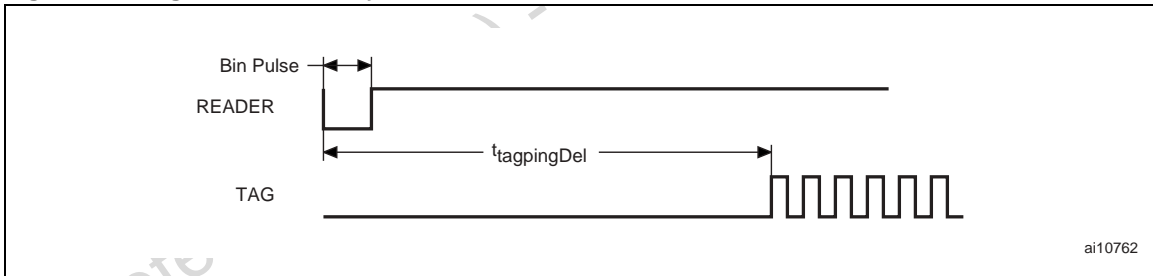 Bin Pulse
READER
ttagpingDel
TAG
ai10762